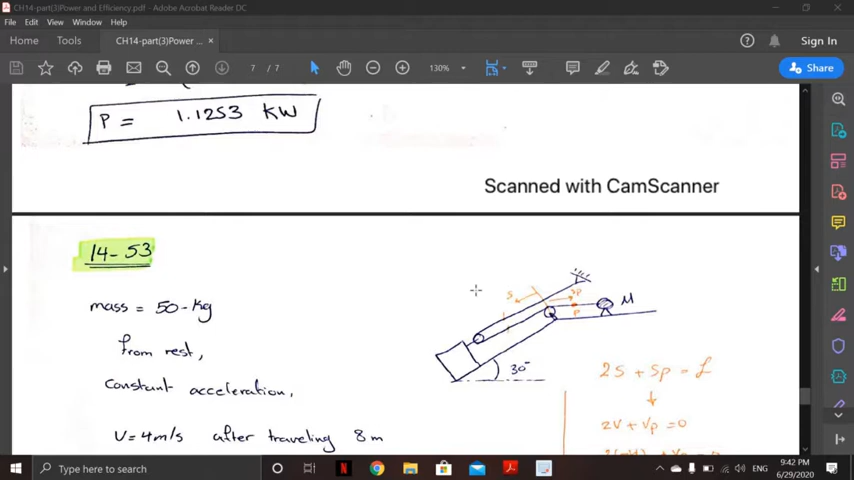 CH14-part(3)Power and Efficiency.pdf - Adobe Acrobat Reader DC
File Edit View Window Help
Home Tools CH14-part(3)Power ... × Sign In
7 / 7 130% Share
P = 1.1253 KW
Scanned with CamScanner
14-53
mass = 50-kg
from rest,
constant acceleration,
V = 4m/s after traveling 8m
S
Sp
P
M
30°
2S + Sp = l
2V + Vp = 0
Type here to search
ENG
9:42 PM
6/29/2020